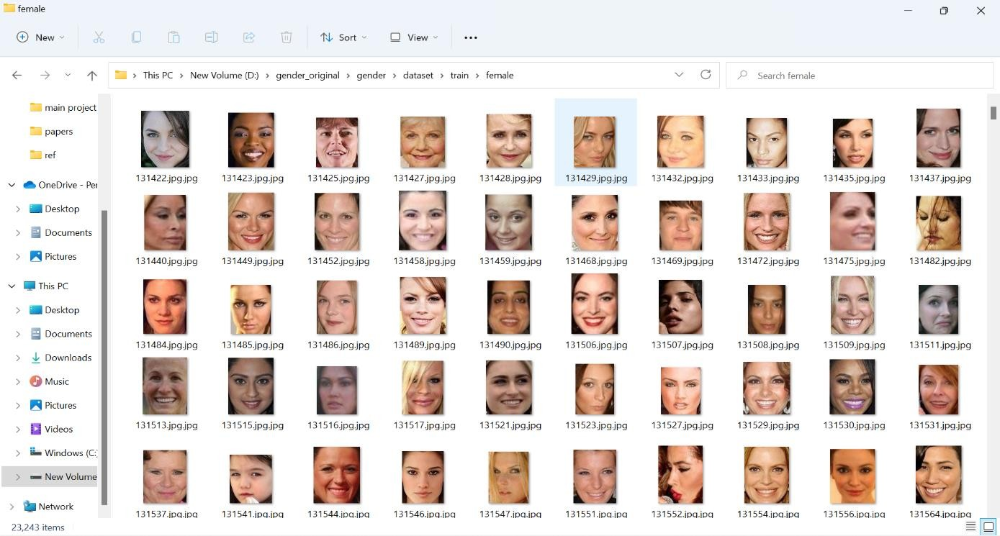 female
New
Sort
View
This PC > New Volume (D:) > gender_original > gender > dataset > train > female
Search female
main project
papers
ref
OneDrive - Per
Desktop
Documents
Pictures
This PC
Desktop
Documents
Downloads
Music
Pictures
Videos
Windows (C:)
New Volume
Network
131422.jpg.jpg 131423.jpg.jpg 131425.jpg.jpg 131427.jpg.jpg 131428.jpg.jpg 131429.jpg.jpg 131432.jpg.jpg 131433.jpg.jpg 131435.jpg.jpg 131437.jpg.jpg
131440.jpg.jpg 131449.jpg.jpg 131452.jpg.jpg 131458.jpg.jpg 131459.jpg.jpg 131468.jpg.jpg 131469.jpg.jpg 131472.jpg.jpg 131475.jpg.jpg 131482.jpg.jpg
131484.jpg.jpg 131485.jpg.jpg 131486.jpg.jpg 131489.jpg.jpg 131490.jpg.jpg 131506.jpg.jpg 131507.jpg.jpg 131508.jpg.jpg 131509.jpg.jpg 131511.jpg.jpg
131513.jpg.jpg 131515.jpg.jpg 131516.jpg.jpg 131517.jpg.jpg 131521.jpg.jpg 131523.jpg.jpg 131527.jpg.jpg 131529.jpg.jpg 131530.jpg.jpg 131531.jpg.jpg
131537.jpg.jpg 131541.jpg.jpg 131544.jpg.jpg 131546.jpg.jpg 131547.jpg.jpg 131551.jpg.jpg 131552.jpg.jpg 131554.jpg.jpg 131556.jpg.jpg 131564.jpg.jpg
23,243 items